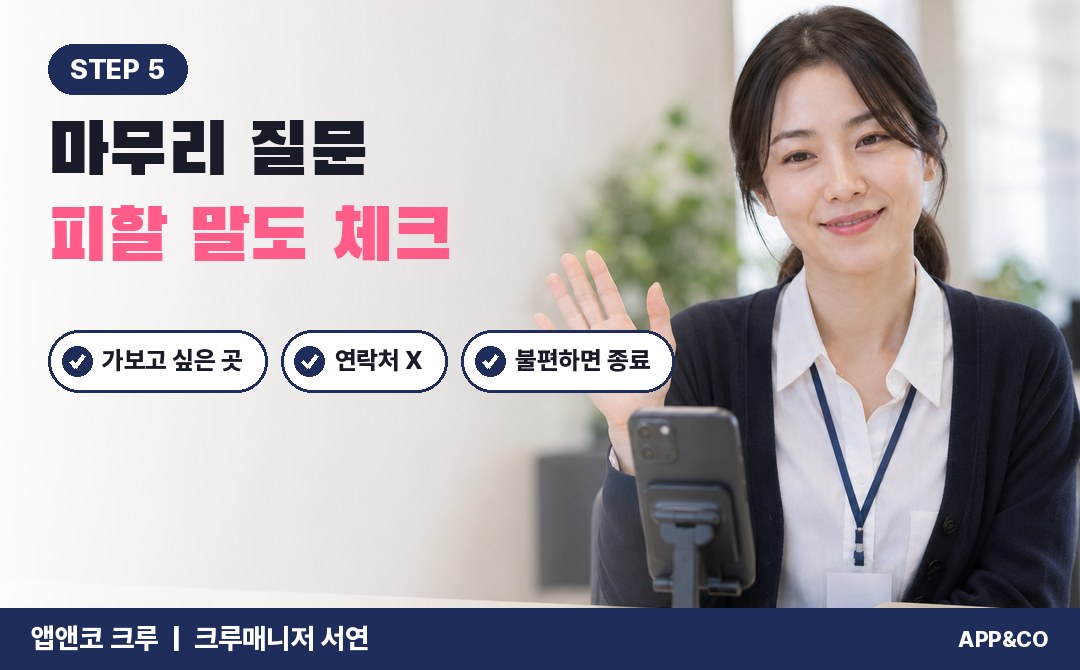 STEP 5
마무리 질문
피할 말도 체크
가보고 싶은 곳
연락처 X
불편하면 종료
앱앤코 크루 | 크루매니저 서연
APP&CO